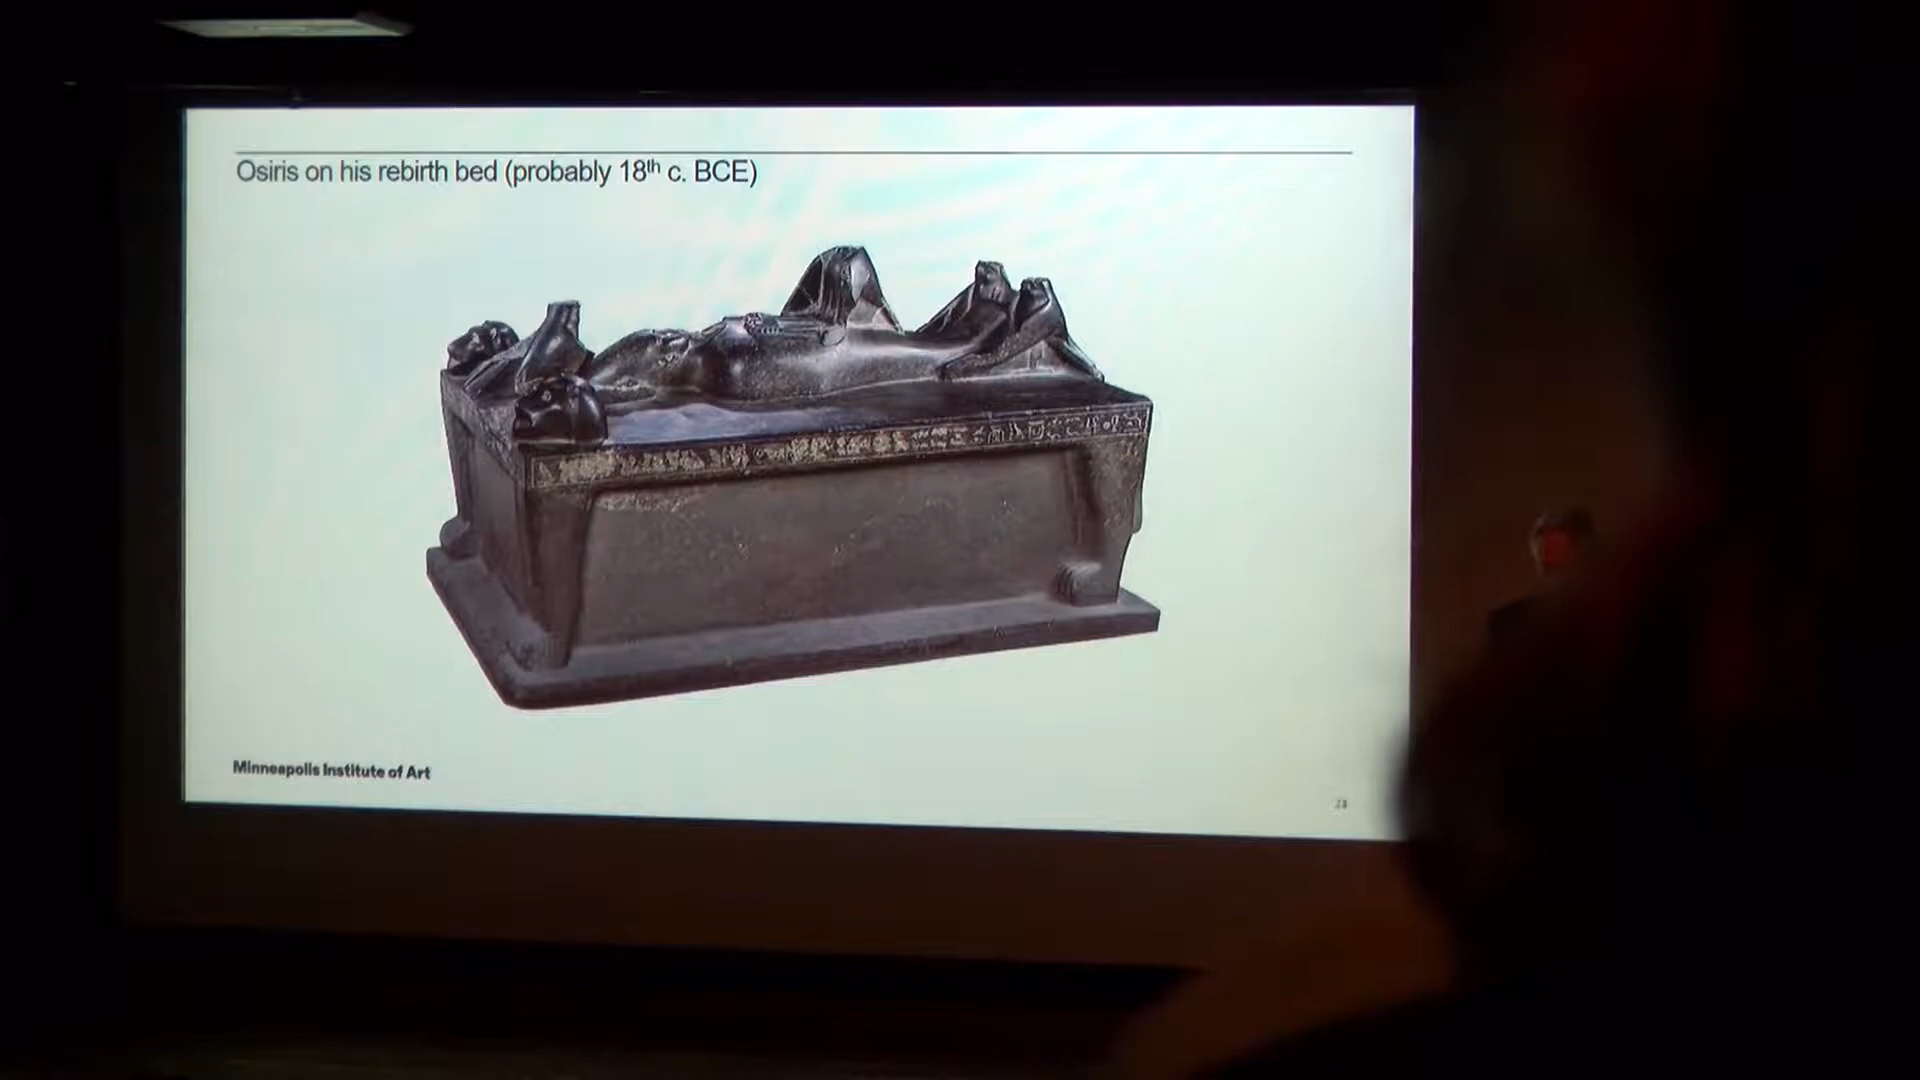 Osiris on his rebirth bed (probably 18th c. BCE)
Minneapolis Institute of Art